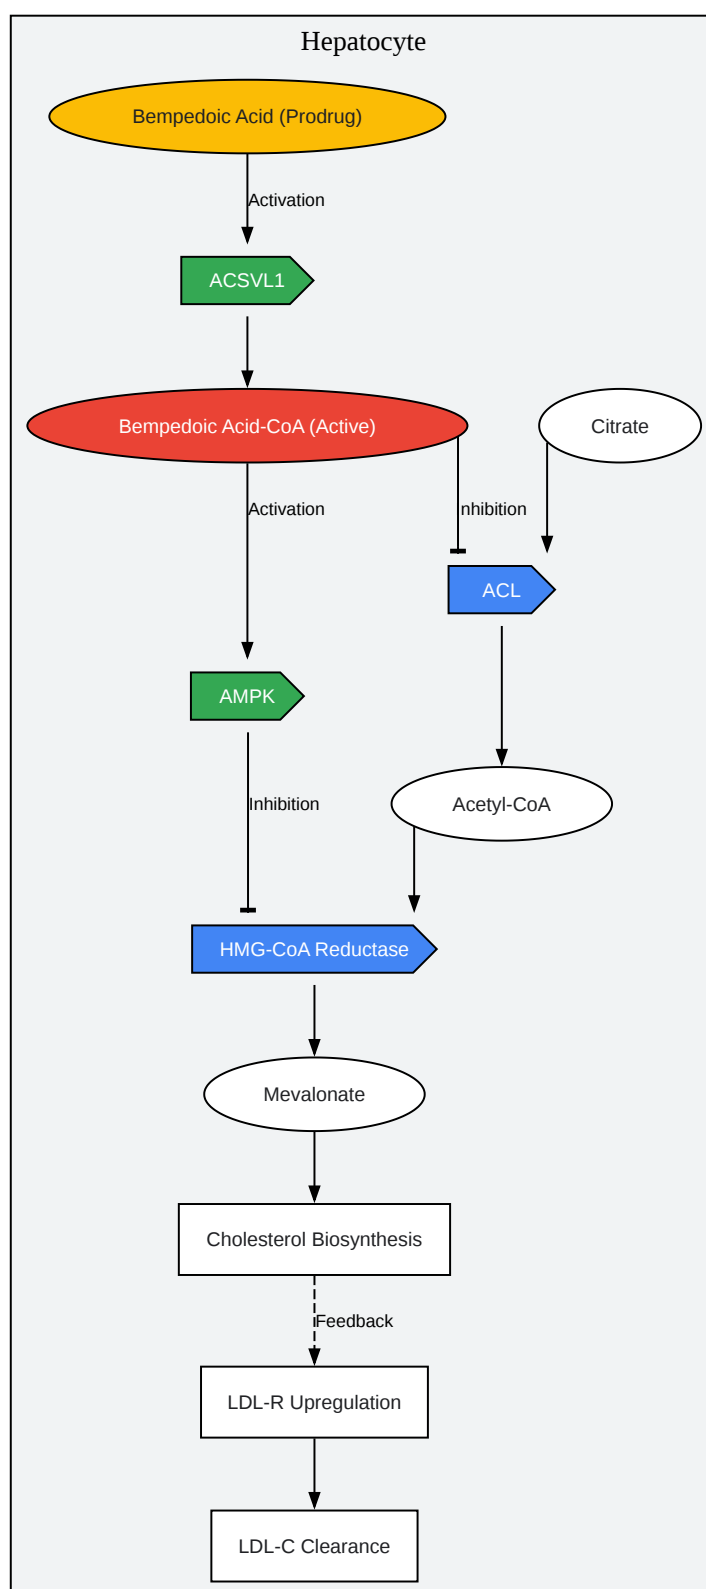 Hepatocyte
Bempedoic Acid (Prodrug)
Activation
ACSVL1
Bempedoic Acid-CoA (Active)
Citrate
Activation
nhibition
ACL
AMPK
Inhibition
Acetyl-CoA
HMG-CoA Reductase
Mevalonate
Cholesterol Biosynthesis
Feedback
LDL-R Upregulation
LDL-C Clearance